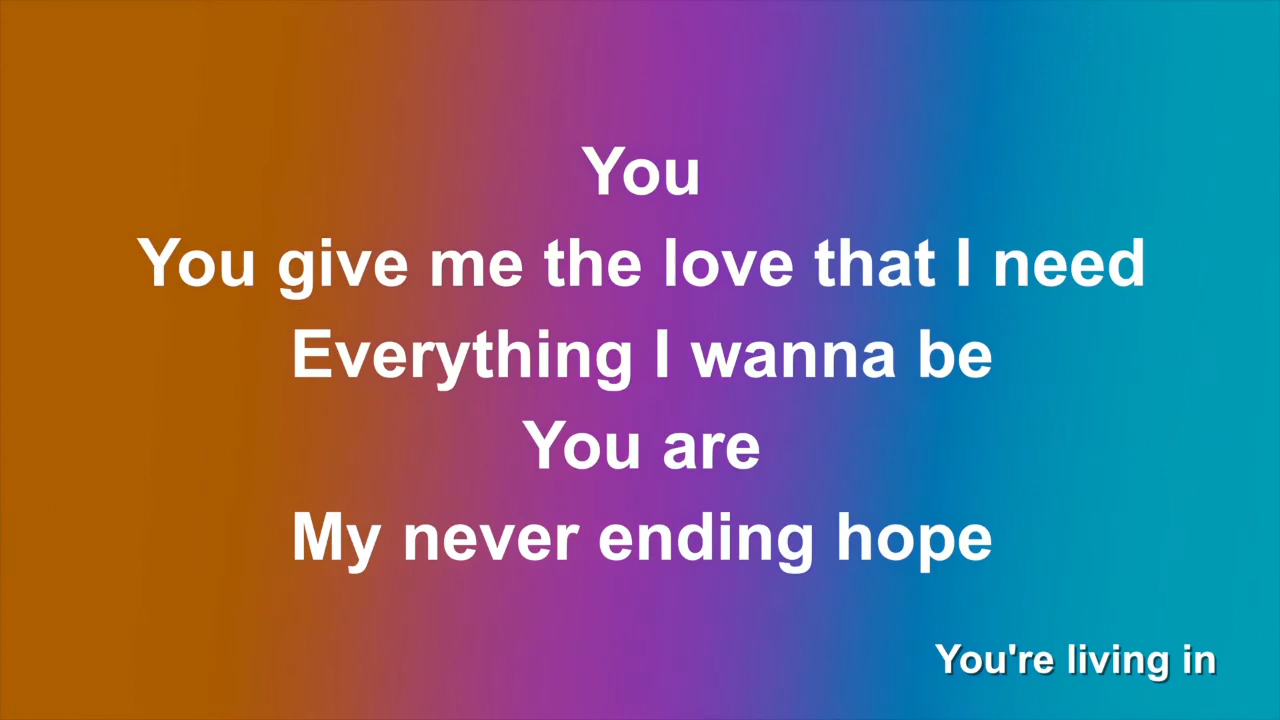 You
You give me the love that I need
Everything I wanna be
You are
My never ending hope
You're living in